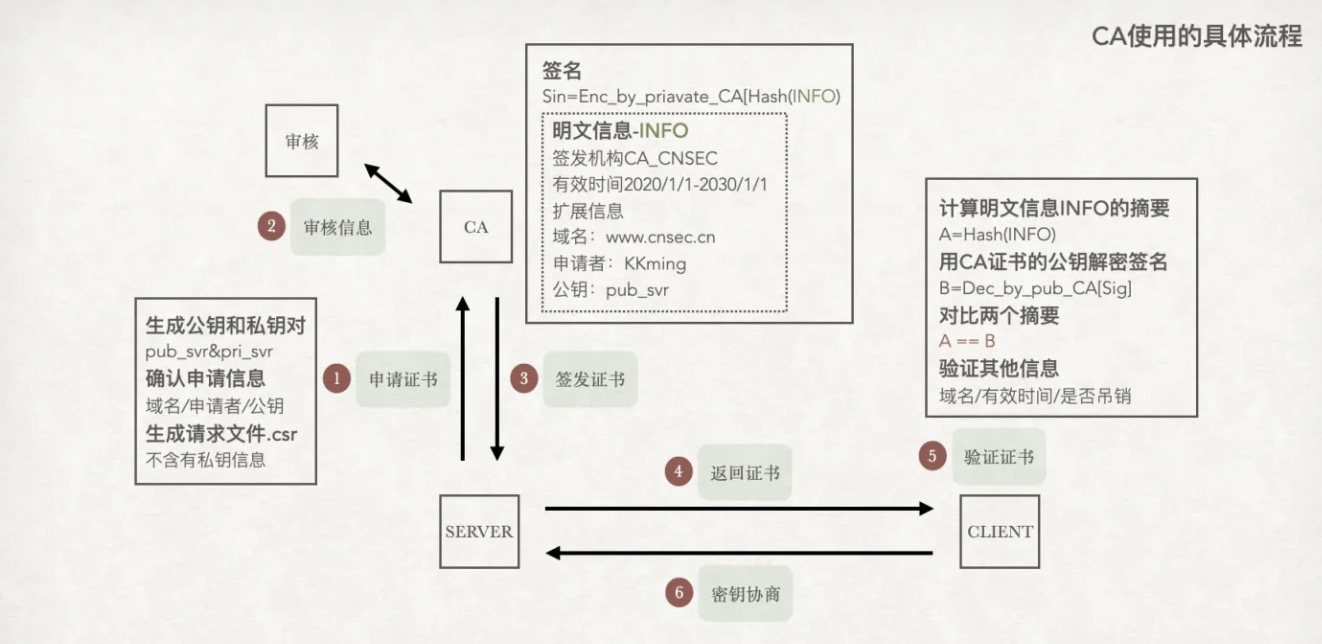 CA使用的具体流程
签名
Sin=Enc_by_priavate_CA[Hash(INFO)
明文信息-INFO
签发机构CA_CNSEC
有效时间2020/1/1-2030/1/1
扩展信息
域名：www.cnsec.cn
申请者：KKming
公钥：pub_svr
审核
2 审核信息
CA
计算明文信息INFO的摘要
A=Hash(INFO)
用CA证书的公钥解密签名
B=Dec_by_pub_CA[Sig]
对比两个摘要
A == B
验证其他信息
域名/有效时间/是否吊销
生成公钥和私钥对
pub_svr&pri_svr
确认申请信息
域名/申请者/公钥
生成请求文件.csr
不含有私钥信息
1 申请证书
3 签发证书
4 返回证书
5 验证证书
SERVER
CLIENT
6 密钥协商